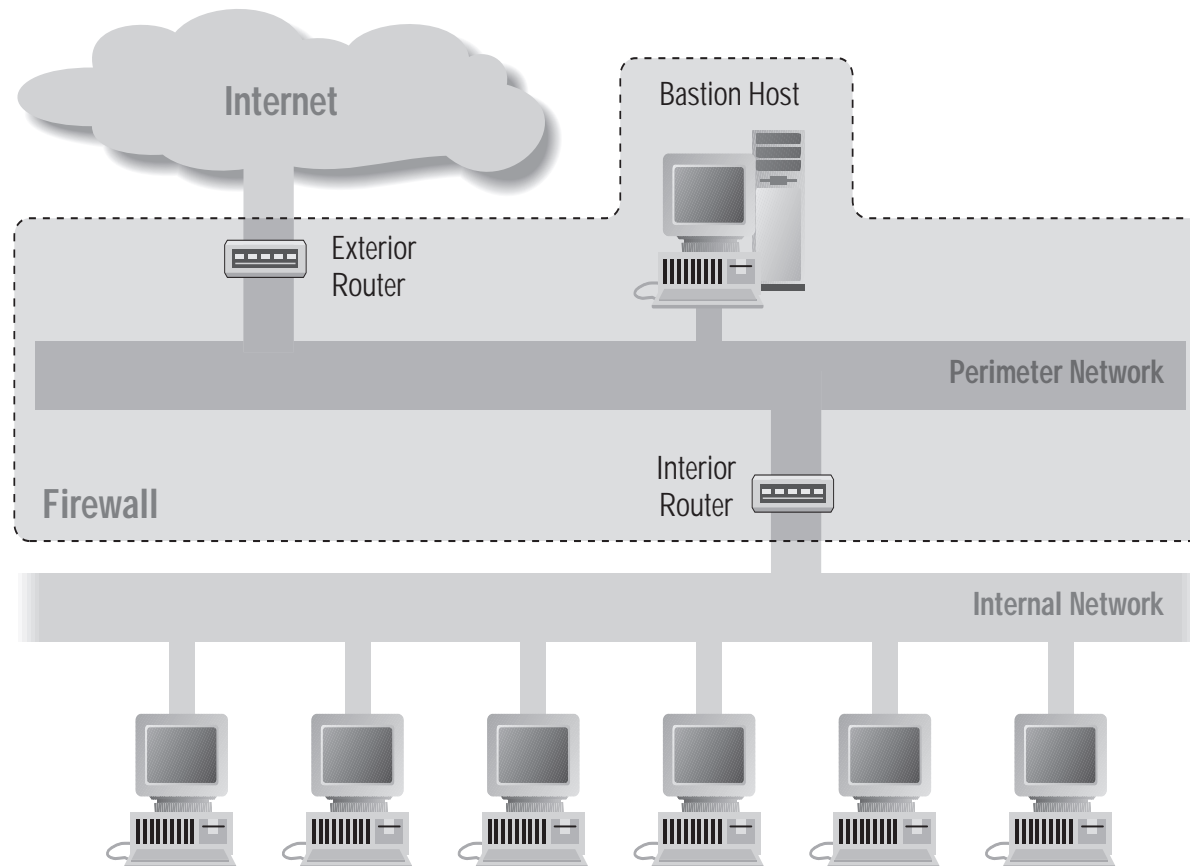 Internet
Bastion Host
Exterior
Router
Perimeter Network
Interior
Router
Firewall
Internal Network